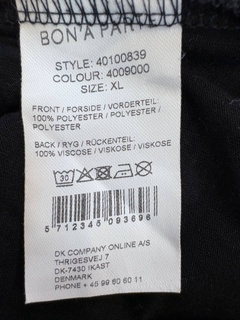 BON'A PARTE
STYLE: 40100839
COLOUR: 4009000
SIZE: XL
FRONT / FORSIDE / VORDERTEIL:
100% POLYESTER / POLYESTER /
POLYESTER
BACK / RYG / RÜCKENTEIL:
100% VISCOSE / VISKOSE / VISKOSE
30
5 712345 093696
DK COMPANY ONLINE A/S
THRIGESVEJ 7
DK-7430 IKAST
DENMARK
PHONE + 45 99 60 60 11